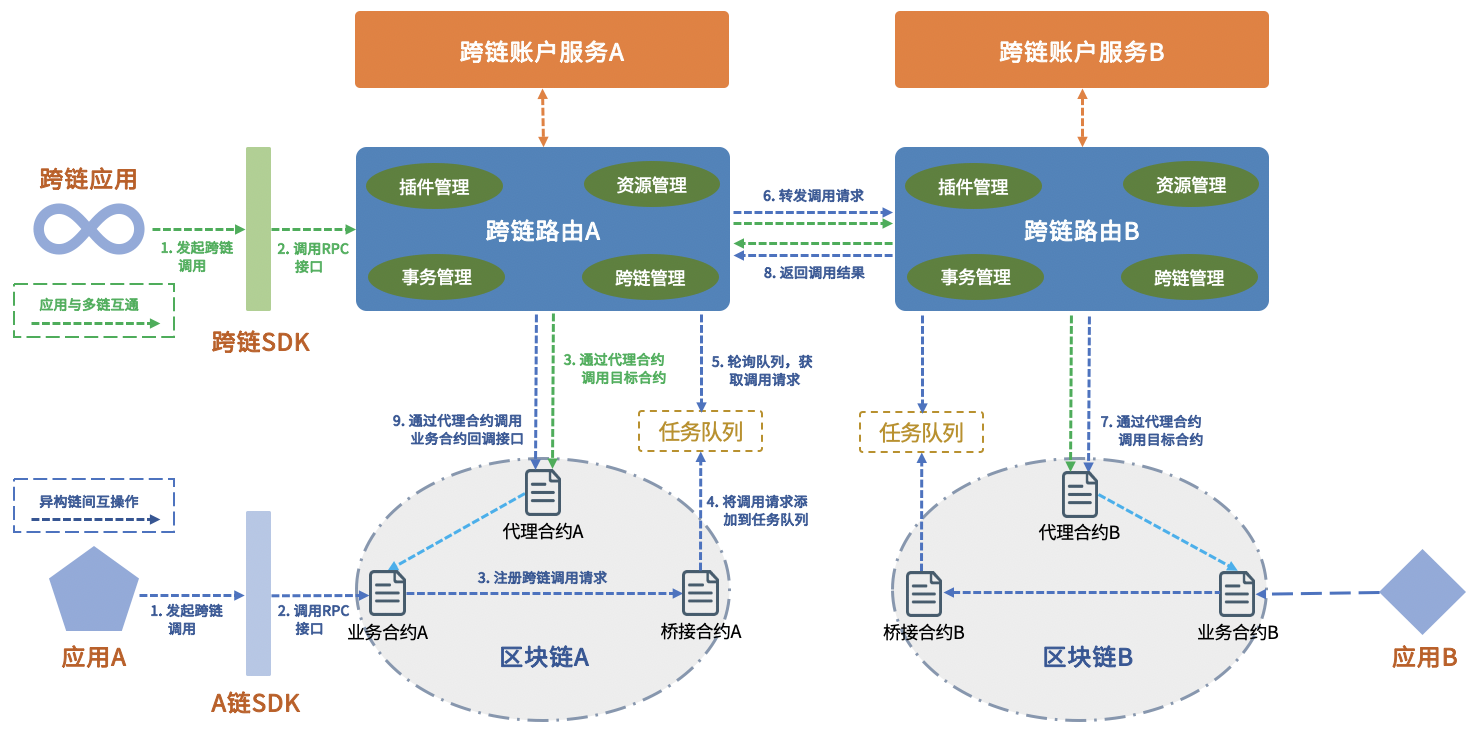 跨链账户服务A
跨链账户服务B
跨链应用
插件管理
资源管理
跨链路由A
事务管理
跨链管理
插件管理
资源管理
跨链路由B
事务管理
跨链管理
6. 转发调用请求
8. 返回调用结果
1. 发起跨链
调用
2. 调用RPC
接口
应用与多链互通
跨链SDK
3. 通过代理合约
调用目标合约
5. 轮询队列，获
取调用请求
9. 通过代理合约调用
业务合约回调接口
任务队列
任务队列
7. 通过代理合约
调用目标合约
异构链间互操作
4. 将调用请求添
加到任务队列
代理合约A
代理合约B
3. 注册跨链调用请求
1. 发起跨链
调用
2. 调用RPC
接口
业务合约A
桥接合约A
桥接合约B
业务合约B
应用A
区块链A
区块链B
应用B
A链SDK